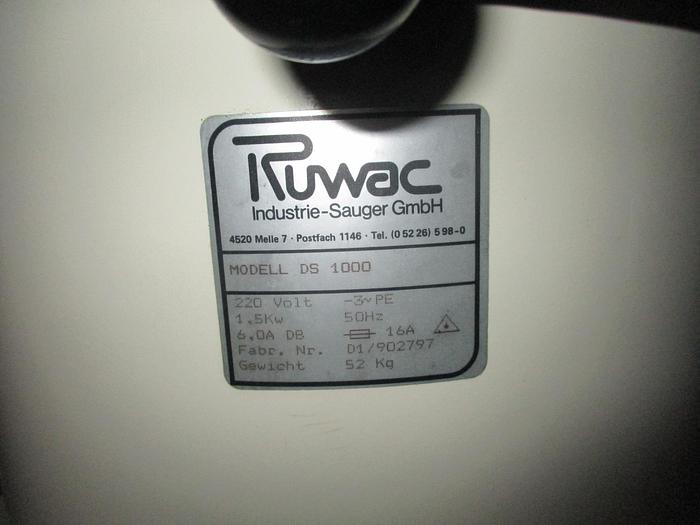 Ruwac
Industrie-Sauger GmbH
4520 Melle 7 · Postfach 1146 · Tel. (0 52 26) 5 98-0
MODELL DS 1000
220 Volt -3~PE
1,5Kw 50Hz
6,0A DB 16A
Fabr. Nr. D1/902797
Gewicht 52 Kg